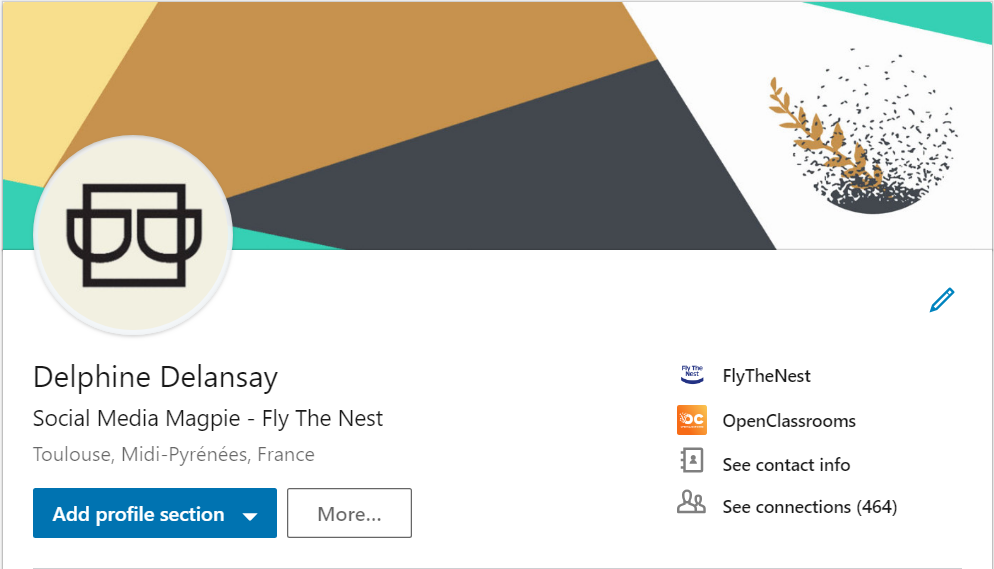 Delphine Delansay
Social Media Magpie - Fly The Nest
Toulouse, Midi-Pyrénées, France
Add profile section
More...
Fly The
Nest
FlyTheNest
OC
OpenClassrooms
See contact info
See connections (464)